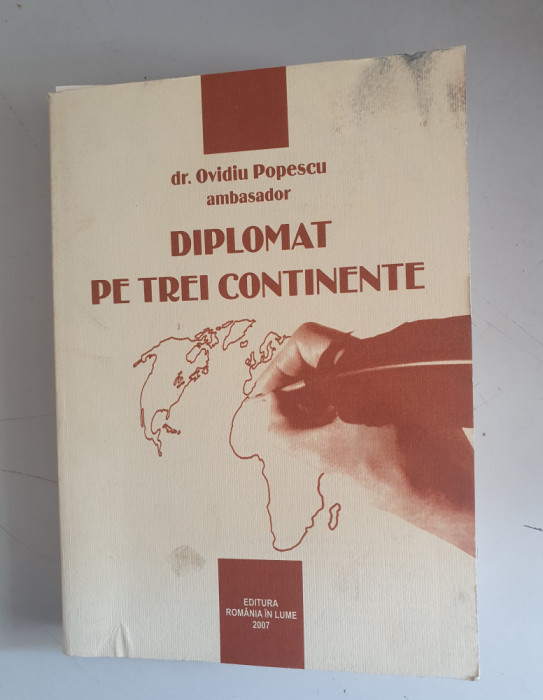 dr. Ovidiu Popescu
ambasador
DIPLOMAT
PE TREI CONTINENTE
EDITURA
ROMÂNIA ÎN LUME
2007